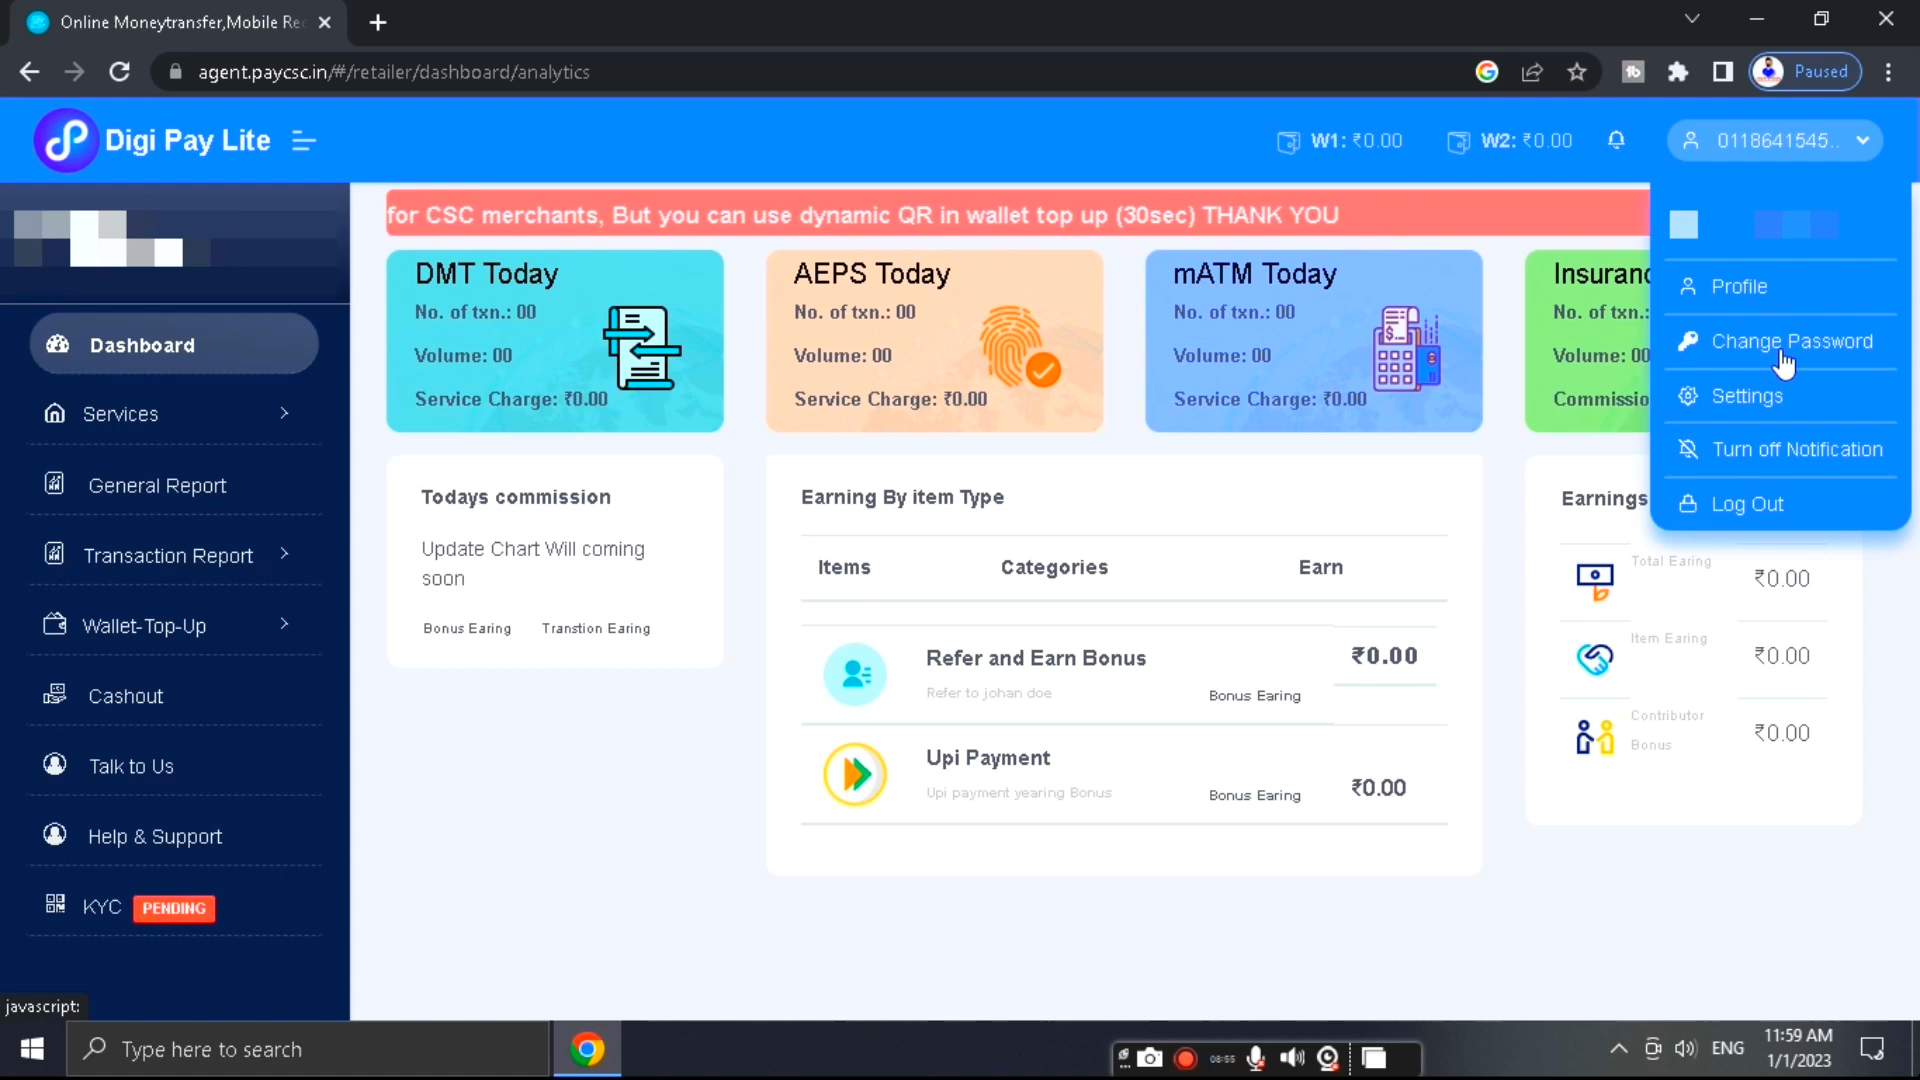 Online Moneytransfer,Mobile Rec
agent.paycsc.in/#/retailer/dashboard/analytics
Paused
Digi Pay Lite
W1: ₹0.00
W2: ₹0.00
0118641545..
for CSC merchants, But you can use dynamic QR in wallet top up (30sec) THANK YOU
Dashboard
Services
General Report
Transaction Report
Wallet-Top-Up
Cashout
Talk to Us
Help & Support
KYC PENDING
javascript:
DMT Today
No. of txn.: 00
Volume: 00
Service Charge: ₹0.00
AEPS Today
No. of txn.: 00
Volume: 00
Service Charge: ₹0.00
mATM Today
No. of txn.: 00
Volume: 00
Service Charge: ₹0.00
Insuranc
No. of txn.:
Volume: 00
Commissio
Profile
Change Password
Settings
Turn off Notification
Log Out
Todays commission
Update Chart Will coming
soon
Bonus Earing Transtion Earing
Earning By item Type
Items Categories Earn
Refer and Earn Bonus
Refer to johan doe
Bonus Earing
₹0.00
Upi Payment
Upi payment yearing Bonus
Bonus Earing
₹0.00
Earnings
Total Earing
₹0.00
Item Earing
₹0.00
Contributor
Bonus
₹0.00
Type here to search
08:55
ENG
11:59 AM
1/1/2023